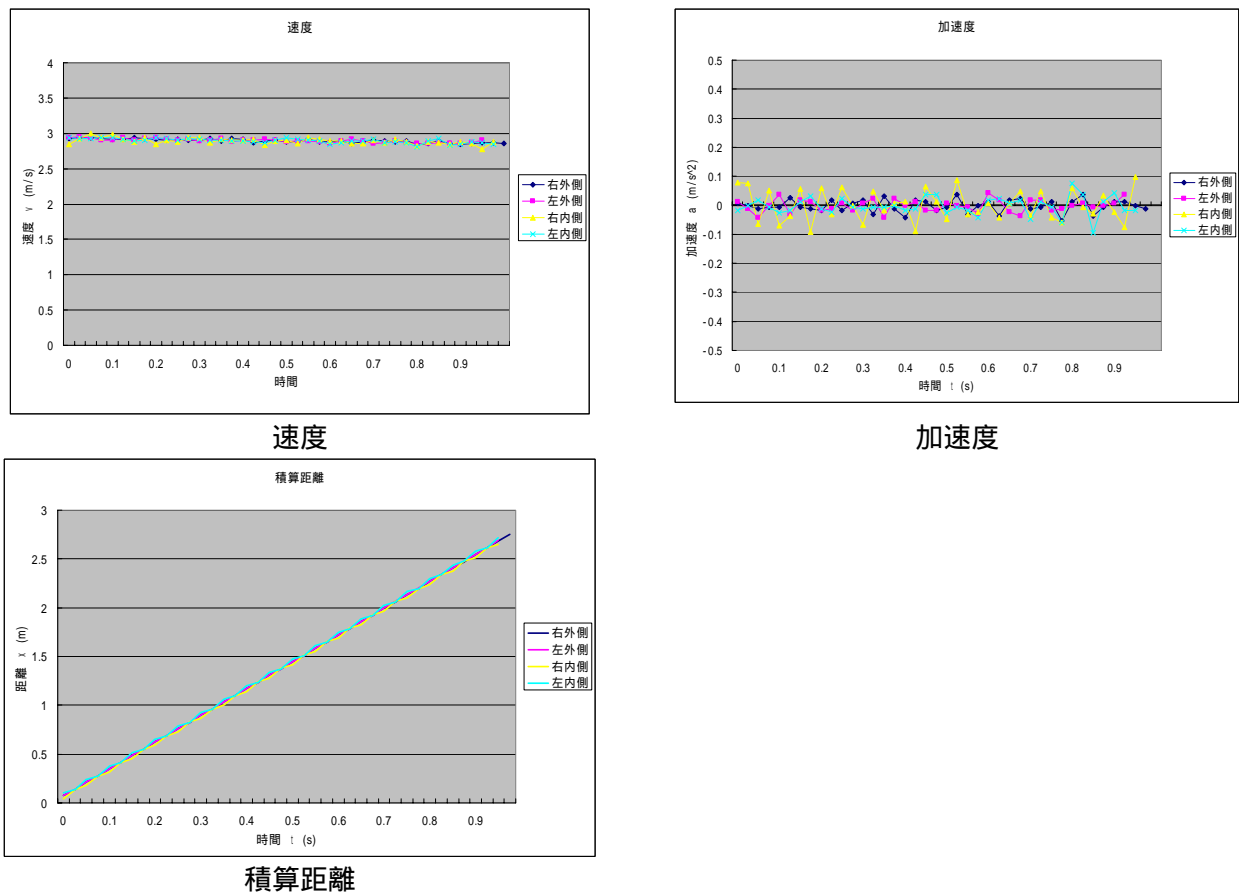 速度
4
3.5
3
2.5
2
1.5
1
0.5
0
速度 v (m/s)
0 0.1 0.2 0.3 0.4 0.5 0.6 0.7 0.8 0.9
時間
右外側
左外側
右内側
左内側
速度
加速度
0.5
0.4
0.3
0.2
0.1
0
-0.1
-0.2
-0.3
-0.4
-0.5
加速度 a (m/s^2)
0 0.1 0.2 0.3 0.4 0.5 0.6 0.7 0.8 0.9
時間 t (s)
右外側
左外側
右内側
左内側
加速度
積算距離
3
2.5
2
1.5
1
0.5
0
距離 x (m)
0 0.1 0.2 0.3 0.4 0.5 0.6 0.7 0.8 0.9
時間 t (s)
右外側
左外側
右内側
左内側
積算距離